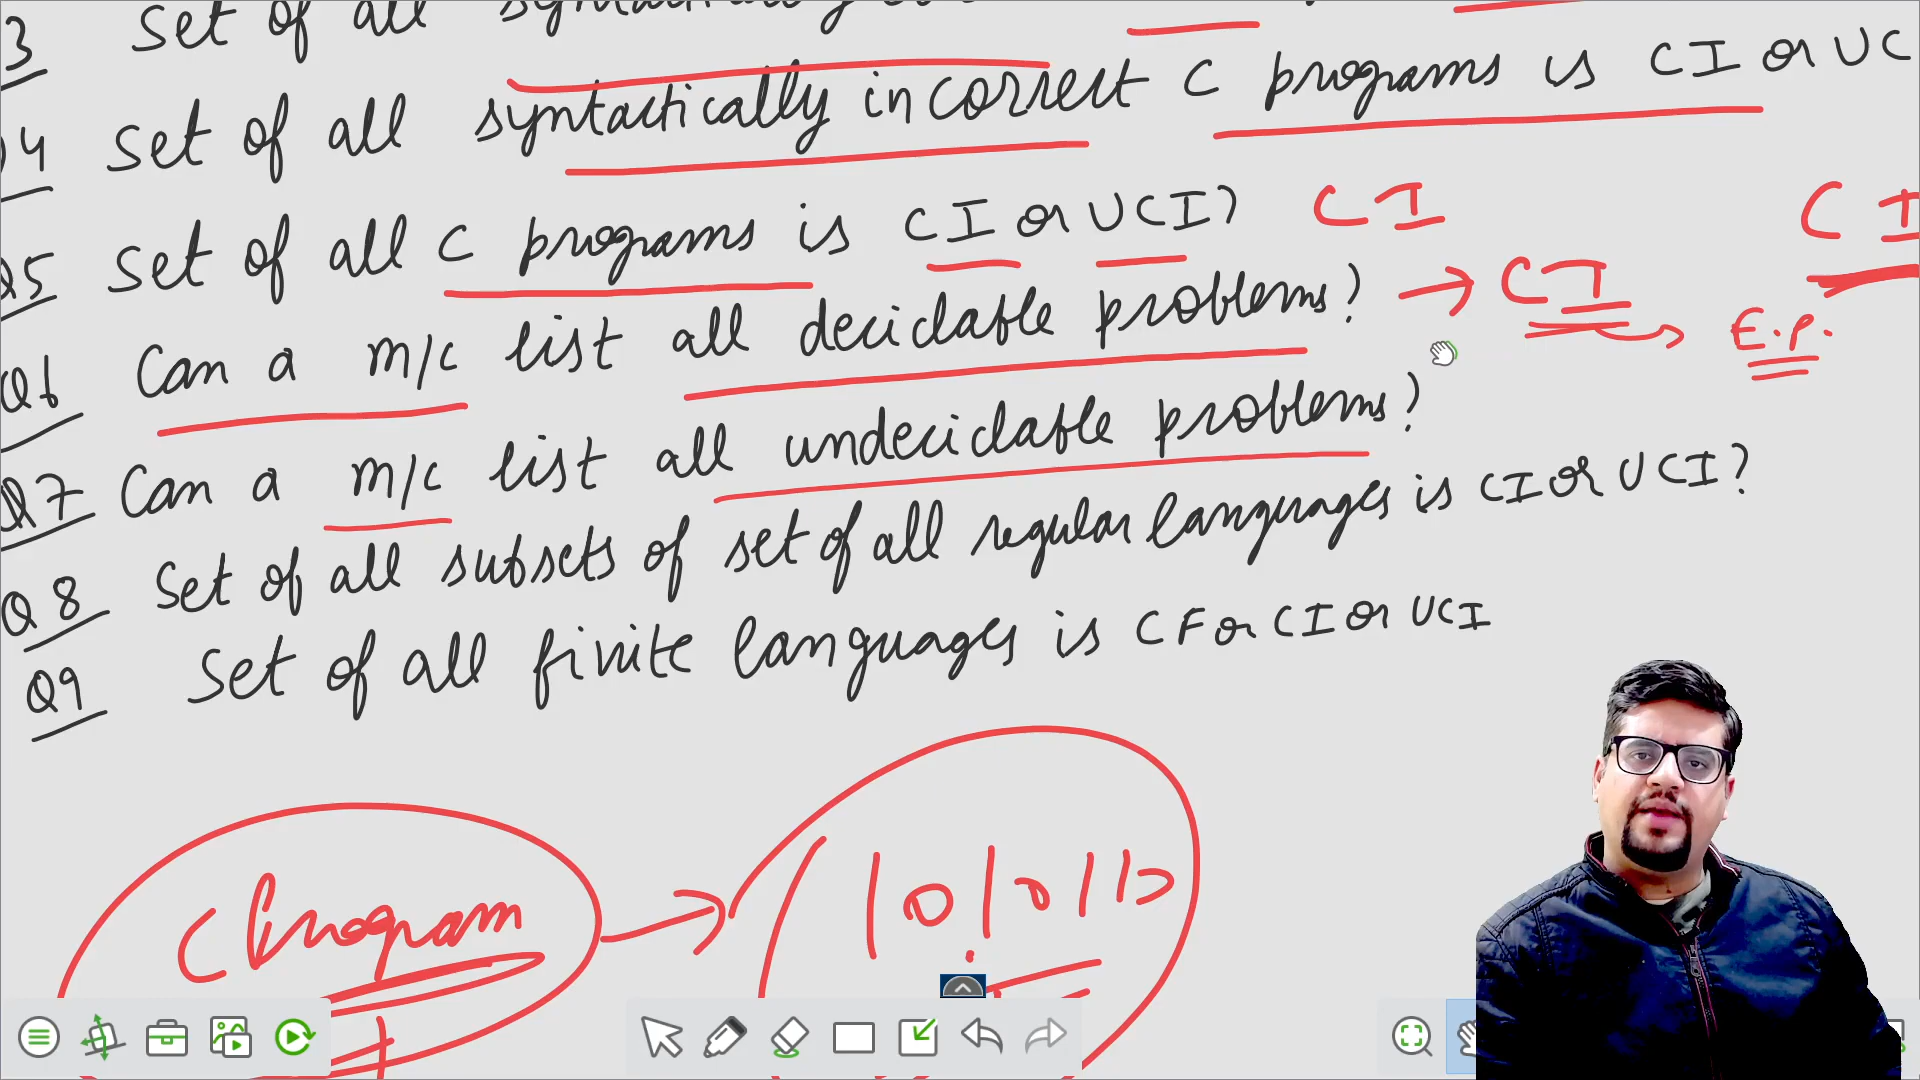 3 Set of all syntactically
Q4 Set of all syntactically incorrect C programs is CI or UC
CI
Q5 Set of all C programs is CI or UCI? CI
Q6 Can a m/c list all decidable problems? → CI → E.P.
Q7 Can a m/c list all undecidable problems?
Q8 Set of all subsets of set of all regular languages is CI or UCI?
Q9 Set of all finite languages is CF or CI or UCI
C Program →